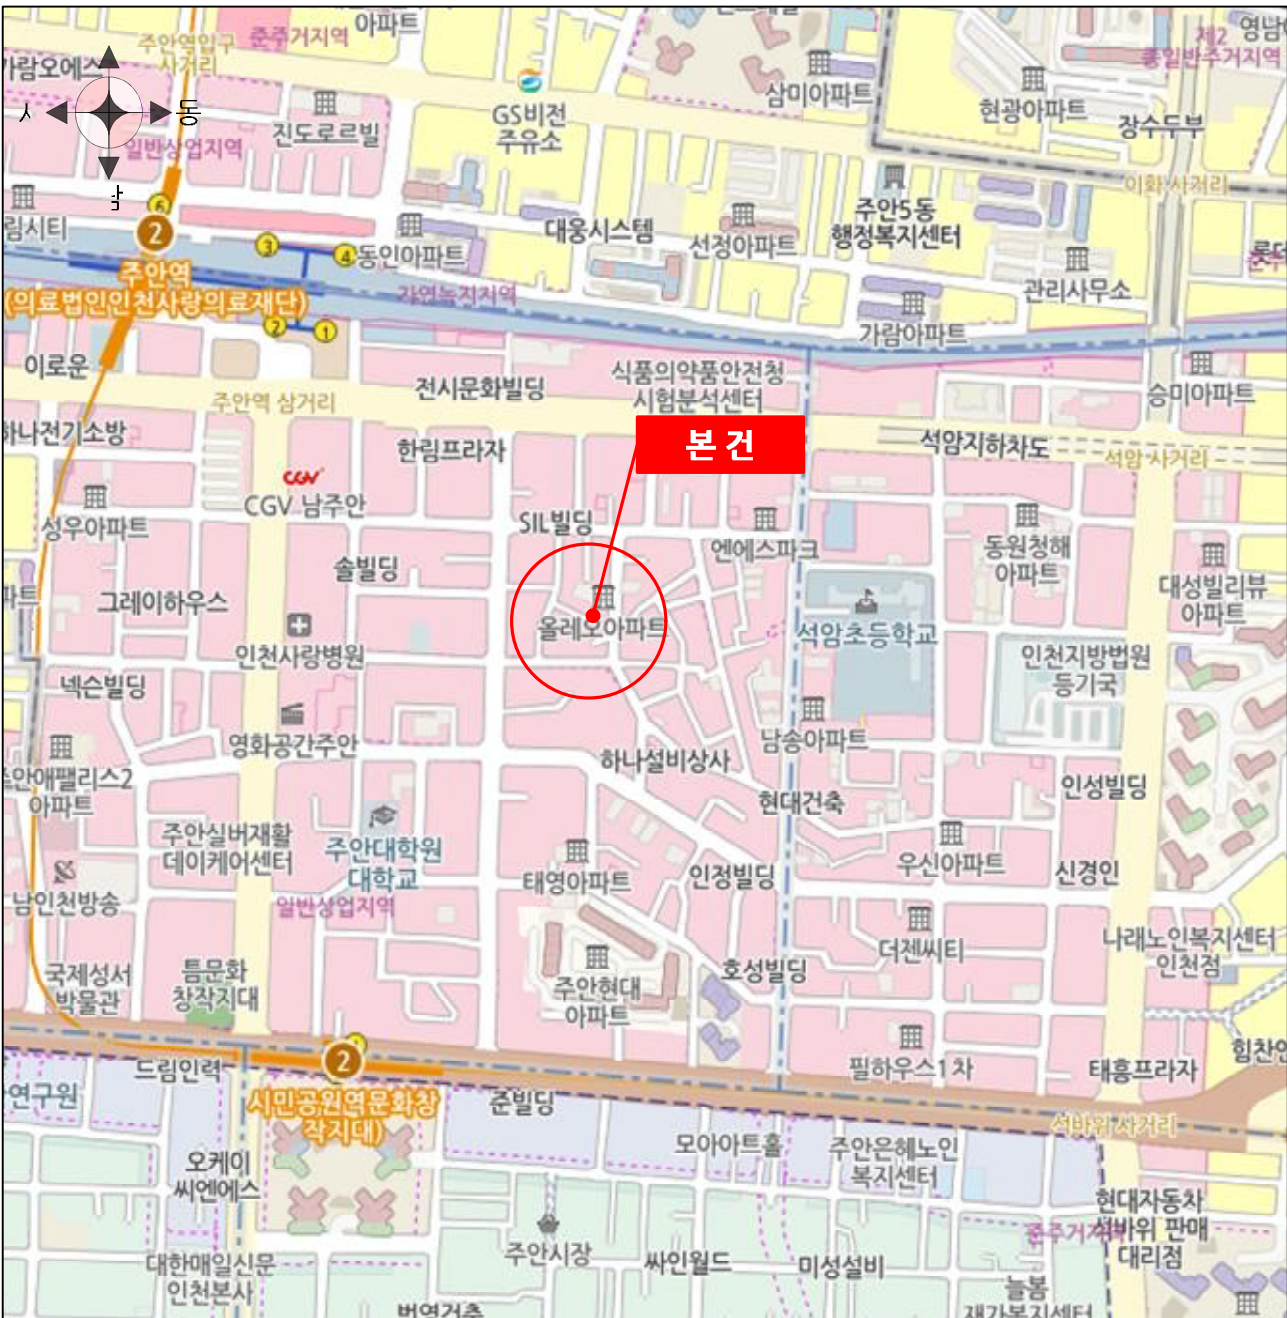 아파트
주안역입구
사거리
준주거지역
제2
종일반주거지역
가람오에스
동
삼미아파트
현광아파트
장수두부
GS비전
주유소
진도로르빌
일반상업지역
남
이화 사거리
6
림시티
2
주안5동
행정복지센터
대웅시스템
선정아파트
3
4
동인아파트
주안역
(의료법인인천사랑의료재단)
자연녹지지역
관리사무소
2
1
가람아파트
이로운
식품의약품안전청
시험분석센터
전시문화빌딩
승미아파트
주안역 삼거리
본 건
하나전기소방
한림프라자
석암지하차도
석암 사거리
CGV
CGV 남주안
성우아파트
SIL빌딩
엔에스파크
동원청해
아파트
솔빌딩
대성빌리뷰
아파트
파트
그레이하우스
올레오아파트
석암초등학교
인천사랑병원
인천지방법원
등기국
넥슨빌딩
영화공간주안
하나설비상사
남송아파트
주안애팰리스2
아파트
인성빌딩
현대건축
주안실버재활
데이케어센터
주안대학원
대학교
우신아파트
태영아파트
인정빌딩
신경인
남인천방송
일반상업지역
더젠씨티
나래노인복지센터
인천점
국제성서
박물관
틈문화
창작지대
호성빌딩
주안현대
아파트
2
드림인력
필하우스1차
태흥프라자
힘찬인
연구원
시민공원역문화창
작지대)
준빌딩
석바위 사거리
모아아트홀
주안은혜노인
복지센터
오케이
씨엔에스
현대자동차
석바위 판매
대리점
준주거지역
주안시장
싸인월드
미성설비
대한매일신문
인천본사
늘봄
재가복지센터
번영건축